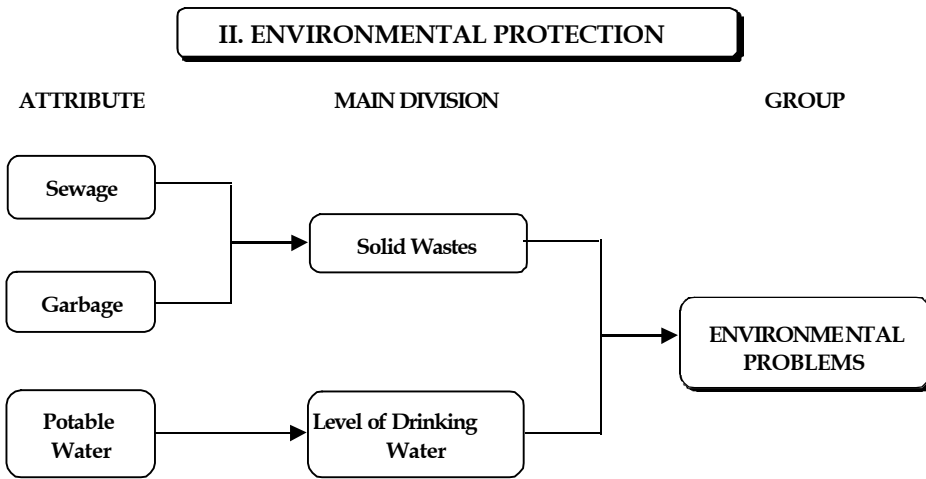 II. ENVIRONMENTAL PROTECTION
ATTRIBUTE
MAIN DIVISION
GROUP
Sewage
Solid Wastes
Garbage
ENVIRONMENTAL
PROBLEMS
Potable
Water
Level of Drinking
Water